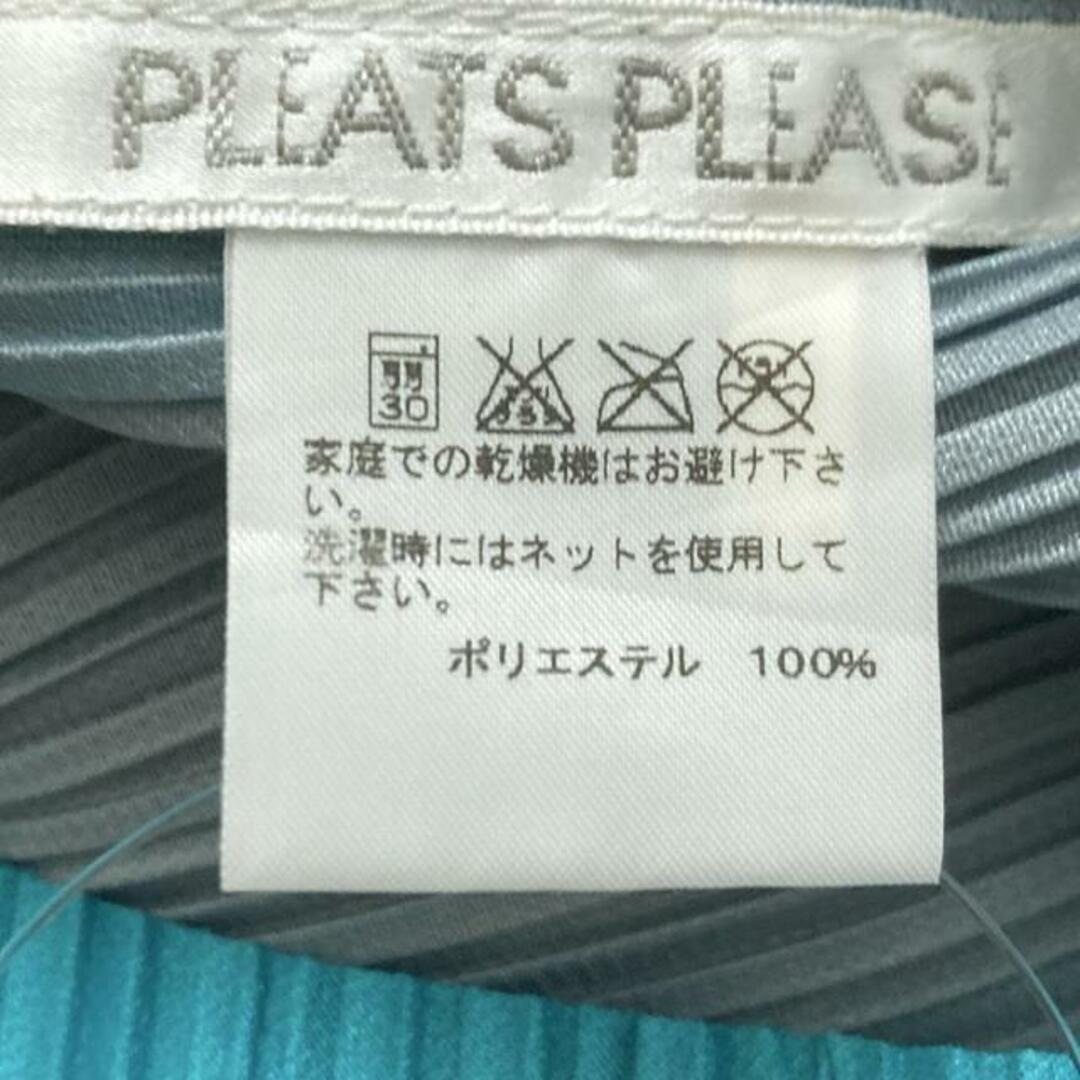 PLEATS PLEASE
弱
30
家庭での乾燥機はお避け下さ
い。
洗濯時にはネットを使用して
下さい。
ポリエステル 100%